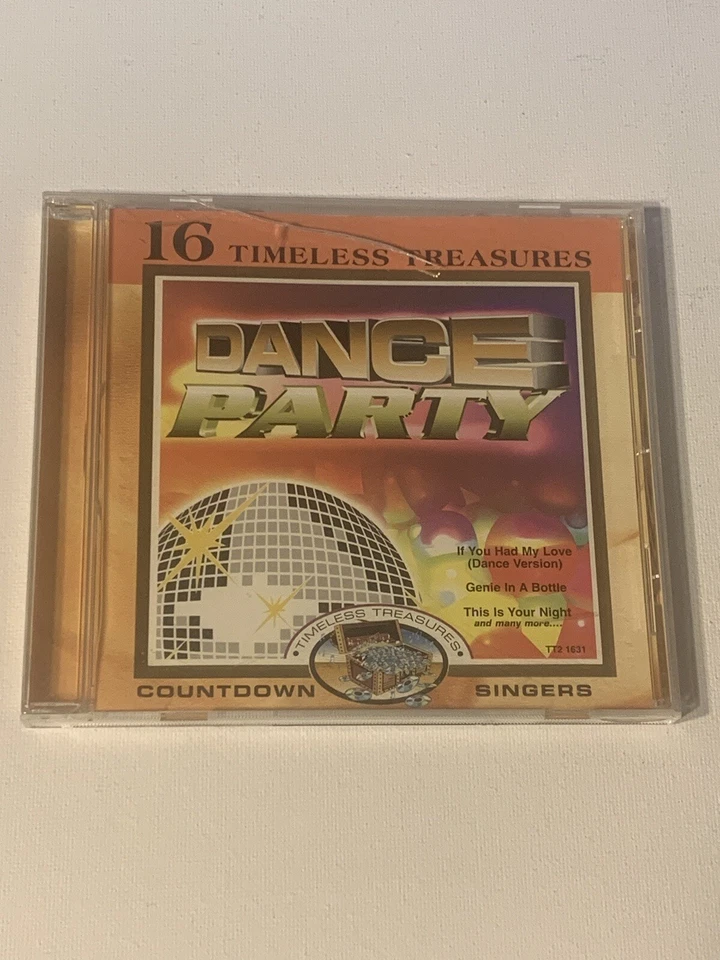 16 TIMELESS TREASURES
DANCE
PARTY
If You Had My Love
(Dance Version)
Genie In A Bottle
This Is Your Night
and many more....
TT2 1631
•TIMELESS TREASURES•
COUNTDOWN SINGERS